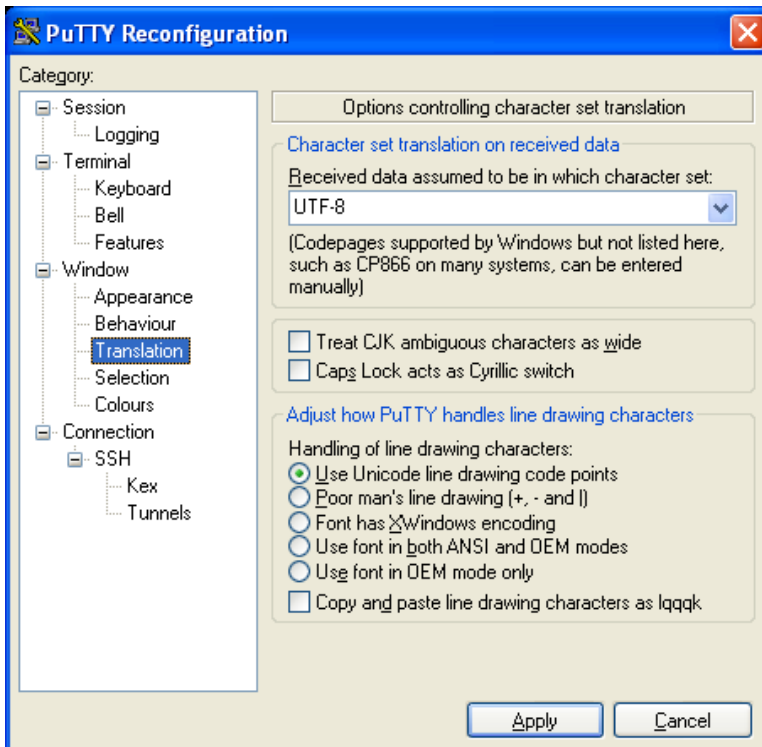 PuTTY Reconfiguration
Category:
Session
Logging
Terminal
Keyboard
Bell
Features
Window
Appearance
Behaviour
Translation
Selection
Colours
Connection
SSH
Kex
Tunnels
Options controlling character set translation
Character set translation on received data
Received data assumed to be in which character set:
UTF-8
(Codepages supported by Windows but not listed here,
such as CP866 on many systems, can be entered
manually)
Treat CJK ambiguous characters as wide
Caps Lock acts as Cyrillic switch
Adjust how PuTTY handles line drawing characters
Handling of line drawing characters:
Use Unicode line drawing code points
Poor man's line drawing (+, - and |)
Font has XWindows encoding
Use font in both ANSI and OEM modes
Use font in OEM mode only
Copy and paste line drawing characters as lqqqk
Apply
Cancel